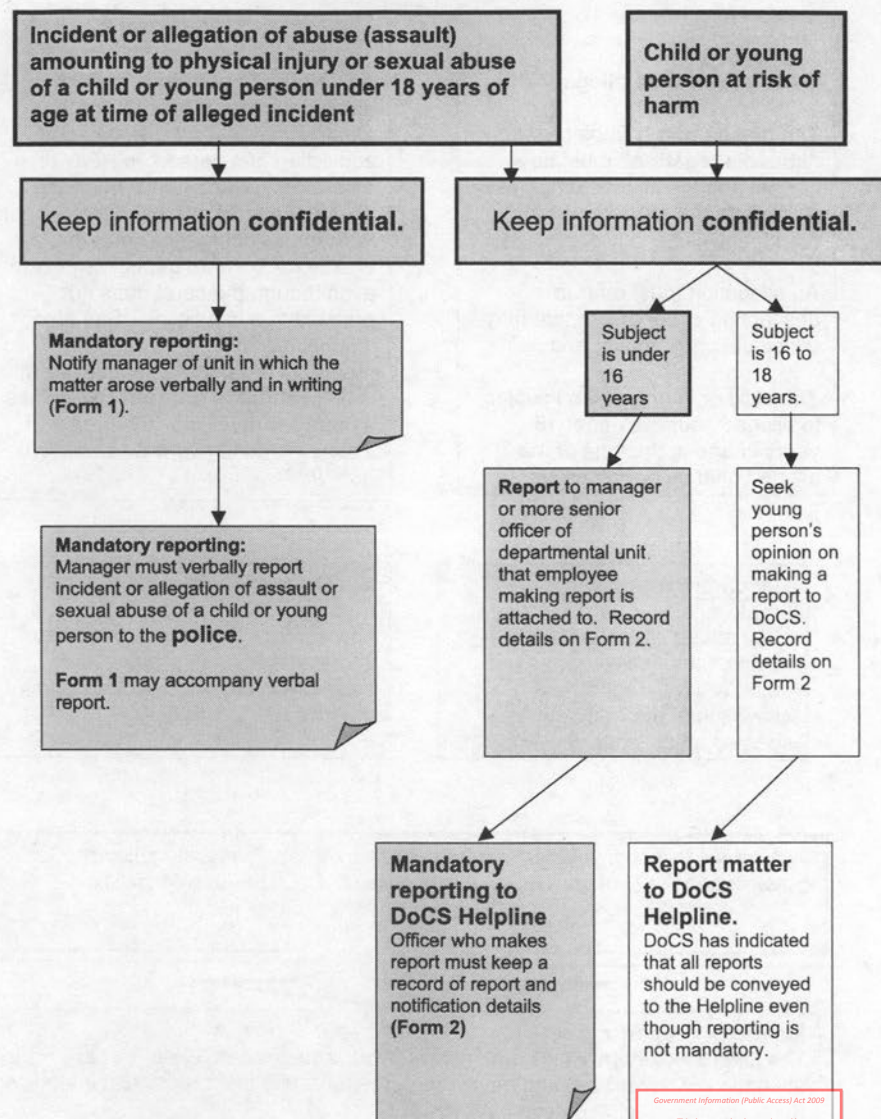 Incident or allegation of abuse (assault)
amounting to physical injury or sexual abuse
of a child or young person under 18 years of
age at time of alleged incident
Child or young
person at risk of
harm
Keep information confidential.
Keep information confidential.
Mandatory reporting:
Notify manager of unit in which the
matter arose verbally and in writing
(Form 1).
Subject
is under
16
years
Subject
is 16 to
18
years.
Mandatory reporting:
Manager must verbally report
incident or allegation of assault or
sexual abuse of a child or young
person to the police.
Form 1 may accompany verbal
report.
Report to manager
or more senior
officer of
departmental unit.
that employee
making report is
attached to. Record
details on Form 2.
Seek
young
person's
opinion on
making a
report to
DoCS.
Record
details on
Form 2
Mandatory
reporting to
DoCS Helpline
Officer who makes
report must keep a
record of report and
notification details
(Form 2)
Report matter
to DoCS
Helpline.
DoCS has indicated
that all reports
should be conveyed
to the Helpline even
though reporting is
not mandatory.
Government Information (Public Access) Act 2009